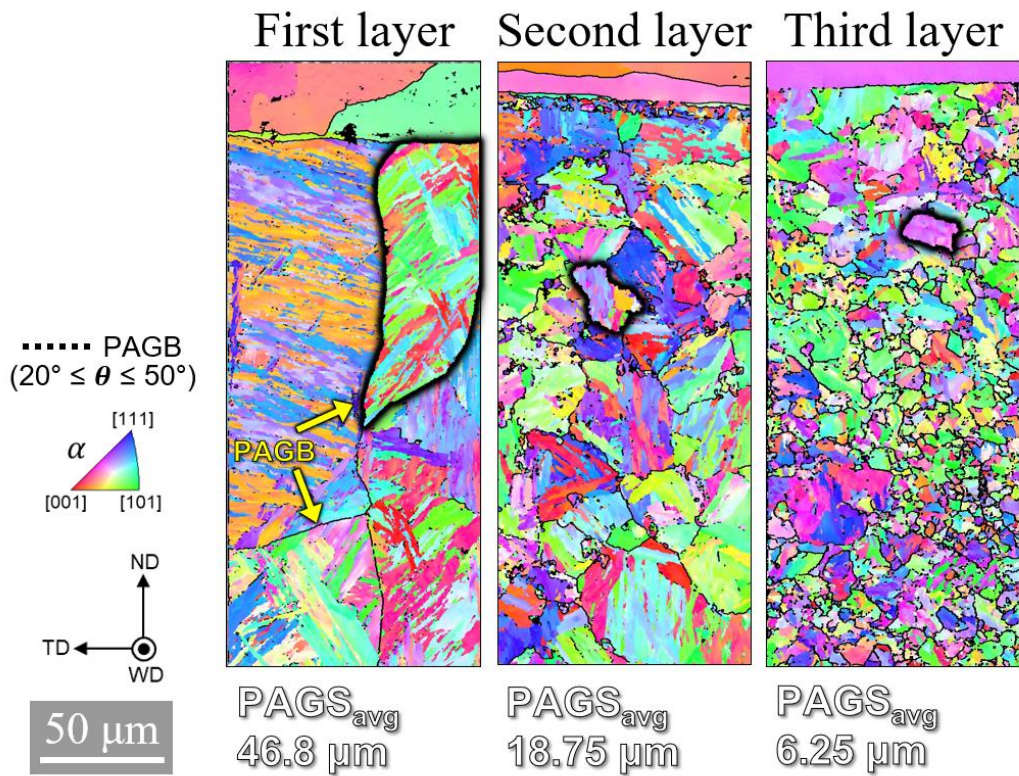 First layer
Second layer
Third layer
PAGB
(20° ≤ θ ≤ 50°)
α
[111]
[001]
[101]
PAGB
ND
TD
WD
50 μm
PAGSavg
46.8 μm
PAGSavg
18.75 μm
PAGSavg
6.25 μm